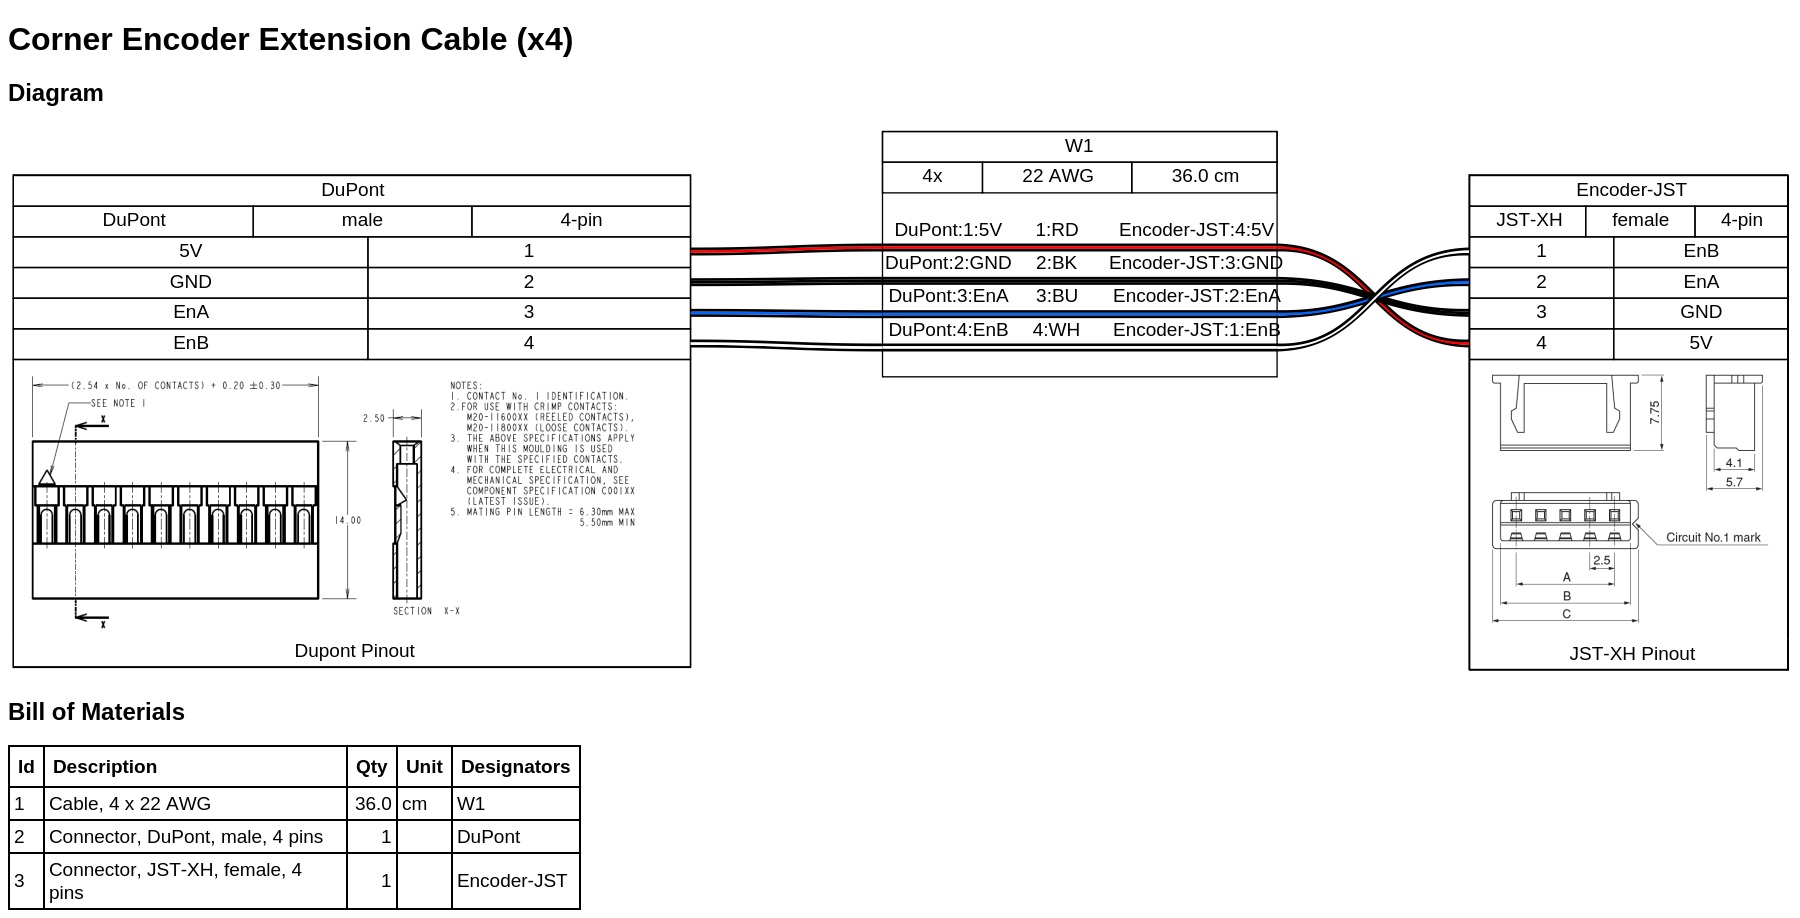 Corner Encoder Extension Cable (x4)
Diagram
DuPont
DuPont male 4-pin
5V 1
GND 2
EnA 3
EnB 4
(2.54 x No. OF CONTACTS) + 0.20 ±0.30
SEE NOTE 1
X
X
14.00
2.50
SECTION X-X
NOTES:
1. CONTACT No. 1 IDENTIFICATION.
2.FOR USE WITH CRIMP CONTACTS:
M20-11600XX (REELED CONTACTS),
M20-11800XX (LOOSE CONTACTS).
3. THE ABOVE SPECIFICATIONS APPLY
WHEN THIS MOULDING IS USED
WITH THE SPECIFIED CONTACTS.
4. FOR COMPLETE ELECTRICAL AND
MECHANICAL SPECIFICATION, SEE
COMPONENT SPECIFICATION C001XX
(LATEST ISSUE).
5. MATING PIN LENGTH = 6.30mm MAX
5.50mm MIN
Dupont Pinout
W1
4x 22 AWG 36.0 cm
DuPont:1:5V 1:RD Encoder-JST:4:5V
DuPont:2:GND 2:BK Encoder-JST:3:GND
DuPont:3:EnA 3:BU Encoder-JST:2:EnA
DuPont:4:EnB 4:WH Encoder-JST:1:EnB
Encoder-JST
JST-XH female 4-pin
1 EnB
2 EnA
3 GND
4 5V
7.75
4.1
5.7
Circuit No.1 mark
2.5
A
B
C
JST-XH Pinout
Bill of Materials
Id Description Qty Unit Designators
1 Cable, 4 x 22 AWG 36.0 cm W1
2 Connector, DuPont, male, 4 pins 1 DuPont
3 Connector, JST-XH, female, 4 pins 1 Encoder-JST